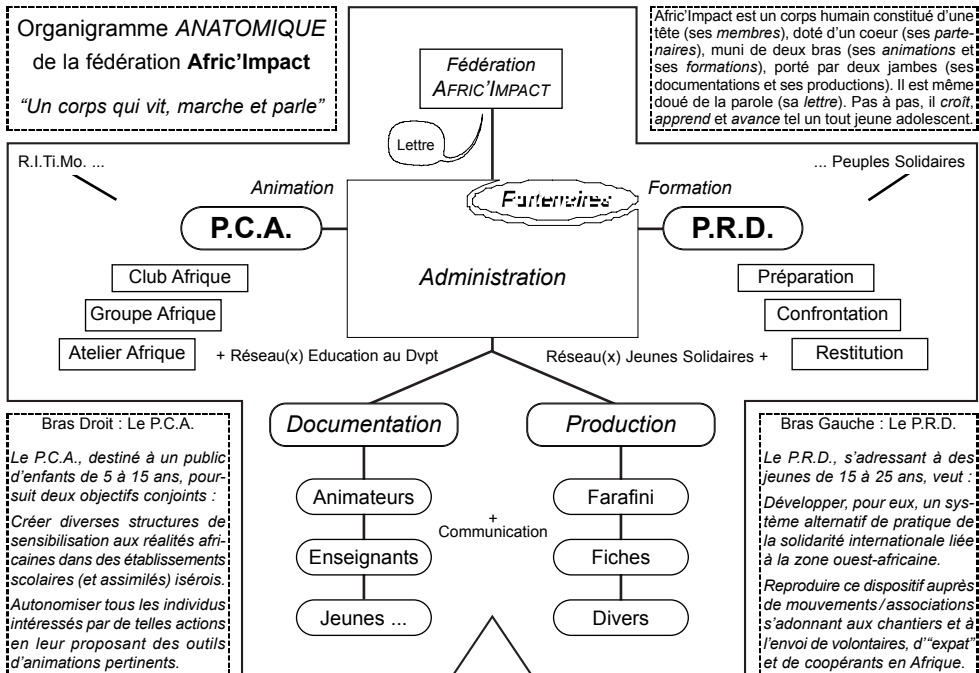 Organigramme ANATOMIQUE
de la fédération Afric'Impact
“Un corps qui vit, marche et parle”
Afric'Impact est un corps humain constitué d'une
tête (ses membres), doté d'un coeur (ses parte-
naires), muni de deux bras (ses animations et
ses formations), porté par deux jambes (ses
documentations et ses productions). Il est même
doué de la parole (sa lettre). Pas à pas, il croît,
apprend et avance tel un tout jeune adolescent.
Fédération
AFRIC'IMPACT
Lettre
R.I.Ti.Mo. ...
... Peuples Solidaires
Animation
Partenaires
Formation
P.C.A.
P.R.D.
Administration
Club Afrique
Groupe Afrique
Atelier Afrique
Préparation
Confrontation
Restitution
+ Réseau(x) Education au Dvpt
Réseau(x) Jeunes Solidaires +
Documentation
Production
Animateurs
Enseignants
Jeunes ...
+
Communication
Farafini
Fiches
Divers
Bras Droit : Le P.C.A.
Le P.C.A., destiné à un public
d'enfants de 5 à 15 ans, pour-
suit deux objectifs conjoints :
Créer diverses structures de
sensibilisation aux réalités afri-
caines dans des établissements
scolaires (et assimilés) isérois.
Autonomiser tous les individus
intéressés par de telles actions
en leur proposant des outils
d'animations pertinents.
Bras Gauche : Le P.R.D.
Le P.R.D., s'adressant à des
jeunes de 15 à 25 ans, veut :
Développer, pour eux, un sys-
tème alternatif de pratique de
la solidarité internationale liée
à la zone ouest-africaine.
Reproduire ce dispositif auprès
de mouvements/associations
s'adonnant aux chantiers et à
l'envoi de volontaires, d'“expat”
et de coopérants en Afrique.